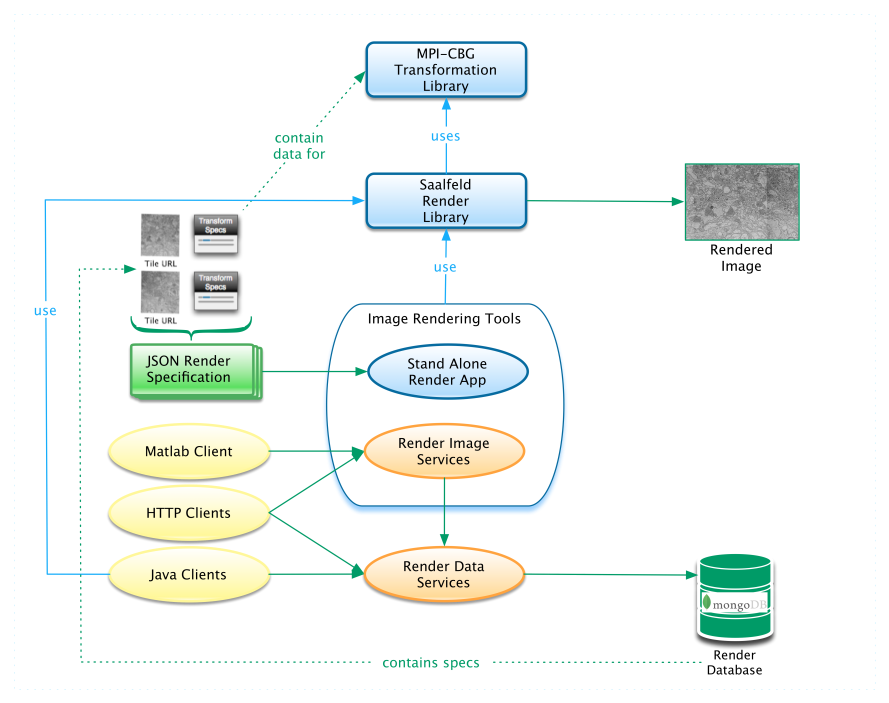 MPI-CBG
Transformation
Library
contain
data for
uses
Saalfeld
Render
Library
Transform
Specs
Tile URL
Rendered
Image
use
Transform
Specs
Tile URL
use
Image Rendering Tools
JSON Render
Specification
Stand Alone
Render App
Matlab Client
Render Image
Services
HTTP Clients
Java Clients
Render Data
Services
mongoDB
Render
Database
contains specs